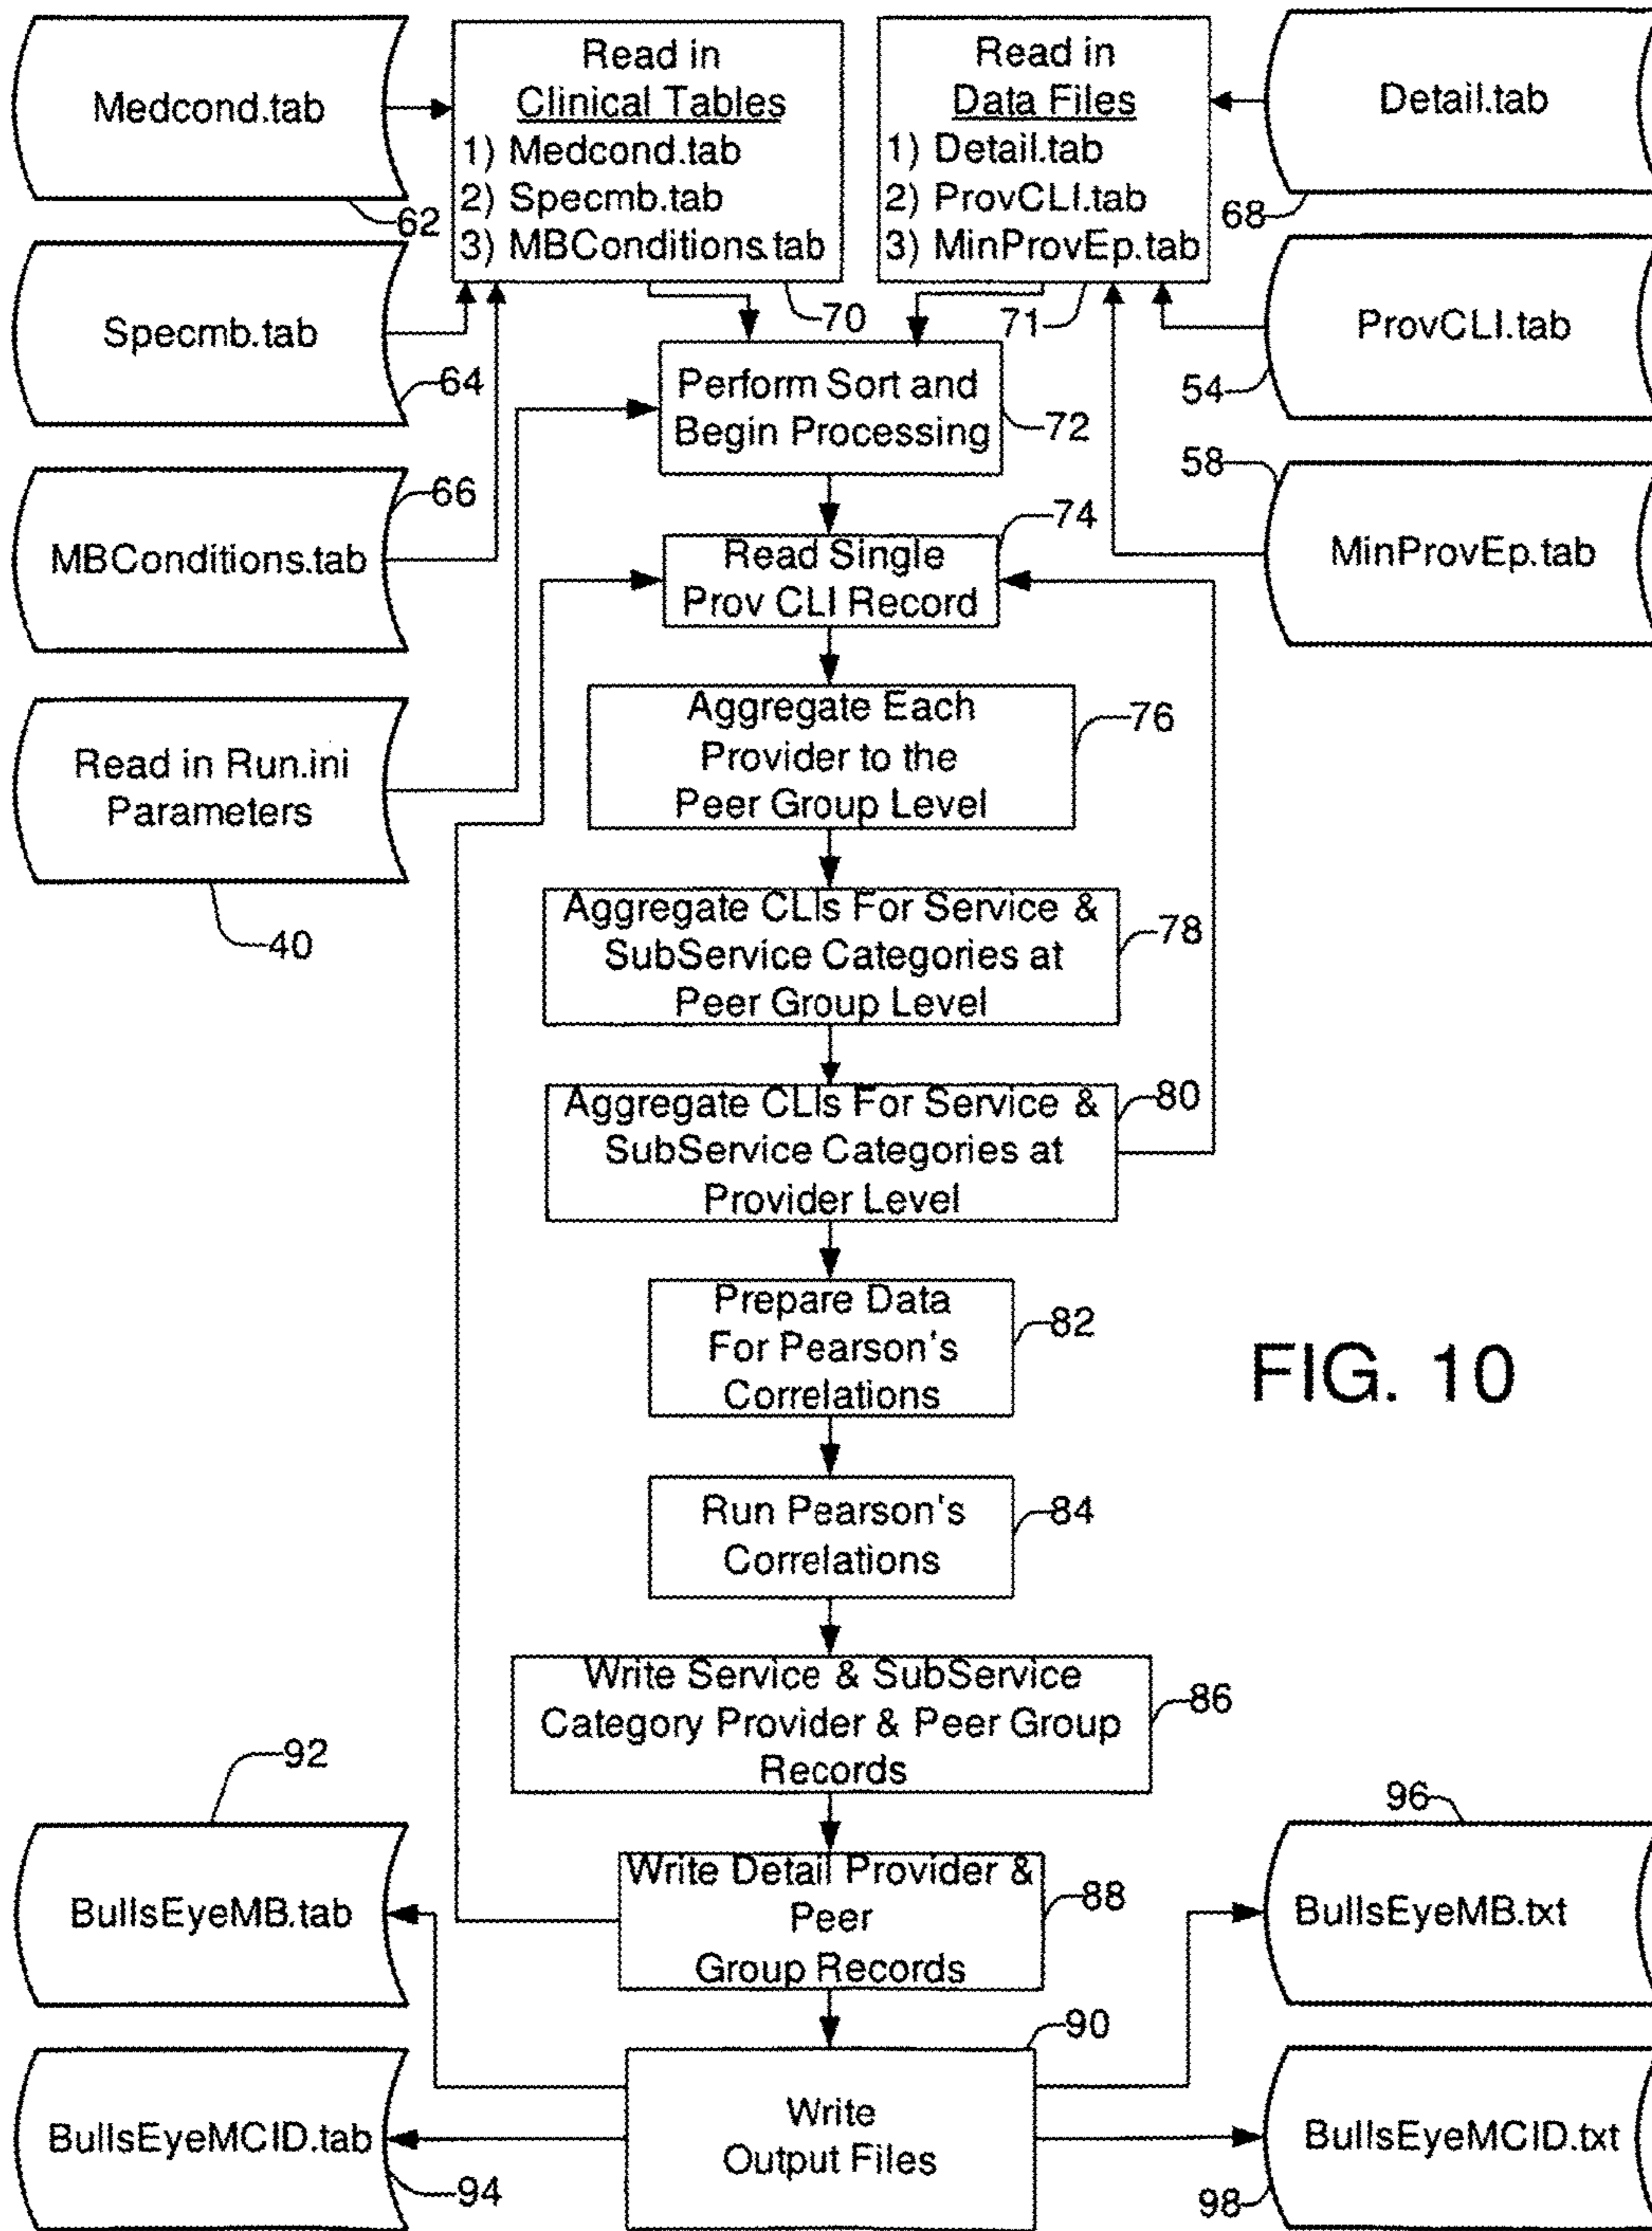 Medcond.tab
62
Read in
Clinical Tables
1) Medcond.tab
2) Specmb.tab
3) MBConditions.tab
70
Read in
Data Files
1) Detail.tab
2) ProvCLI.tab
3) MinProvEp.tab
71
Detail.tab
68
Specmb.tab
64
ProvCLI.tab
54
Perform Sort and
Begin Processing
72
MBConditions.tab
66
58
MinProvEp.tab
74
Read Single
Prov CLI Record
Read in Run.ini
Parameters
40
Aggregate Each
Provider to the
Peer Group Level
76
Aggregate CLIs For Service &
SubService Categories at
Peer Group Level
78
Aggregate CLIs For Service &
SubService Categories at
Provider Level
80
Prepare Data
For Pearson's
Correlations
82
FIG. 10
Run Pearson's
Correlations
84
Write Service & SubService
Category Provider & Peer Group
Records
86
92
BullsEyeMB.tab
Write Detail Provider &
Peer
Group Records
88
96
BullsEyeMB.txt
90
Write
Output Files
BullsEyeMCID.tab
94
BullsEyeMCID.txt
98